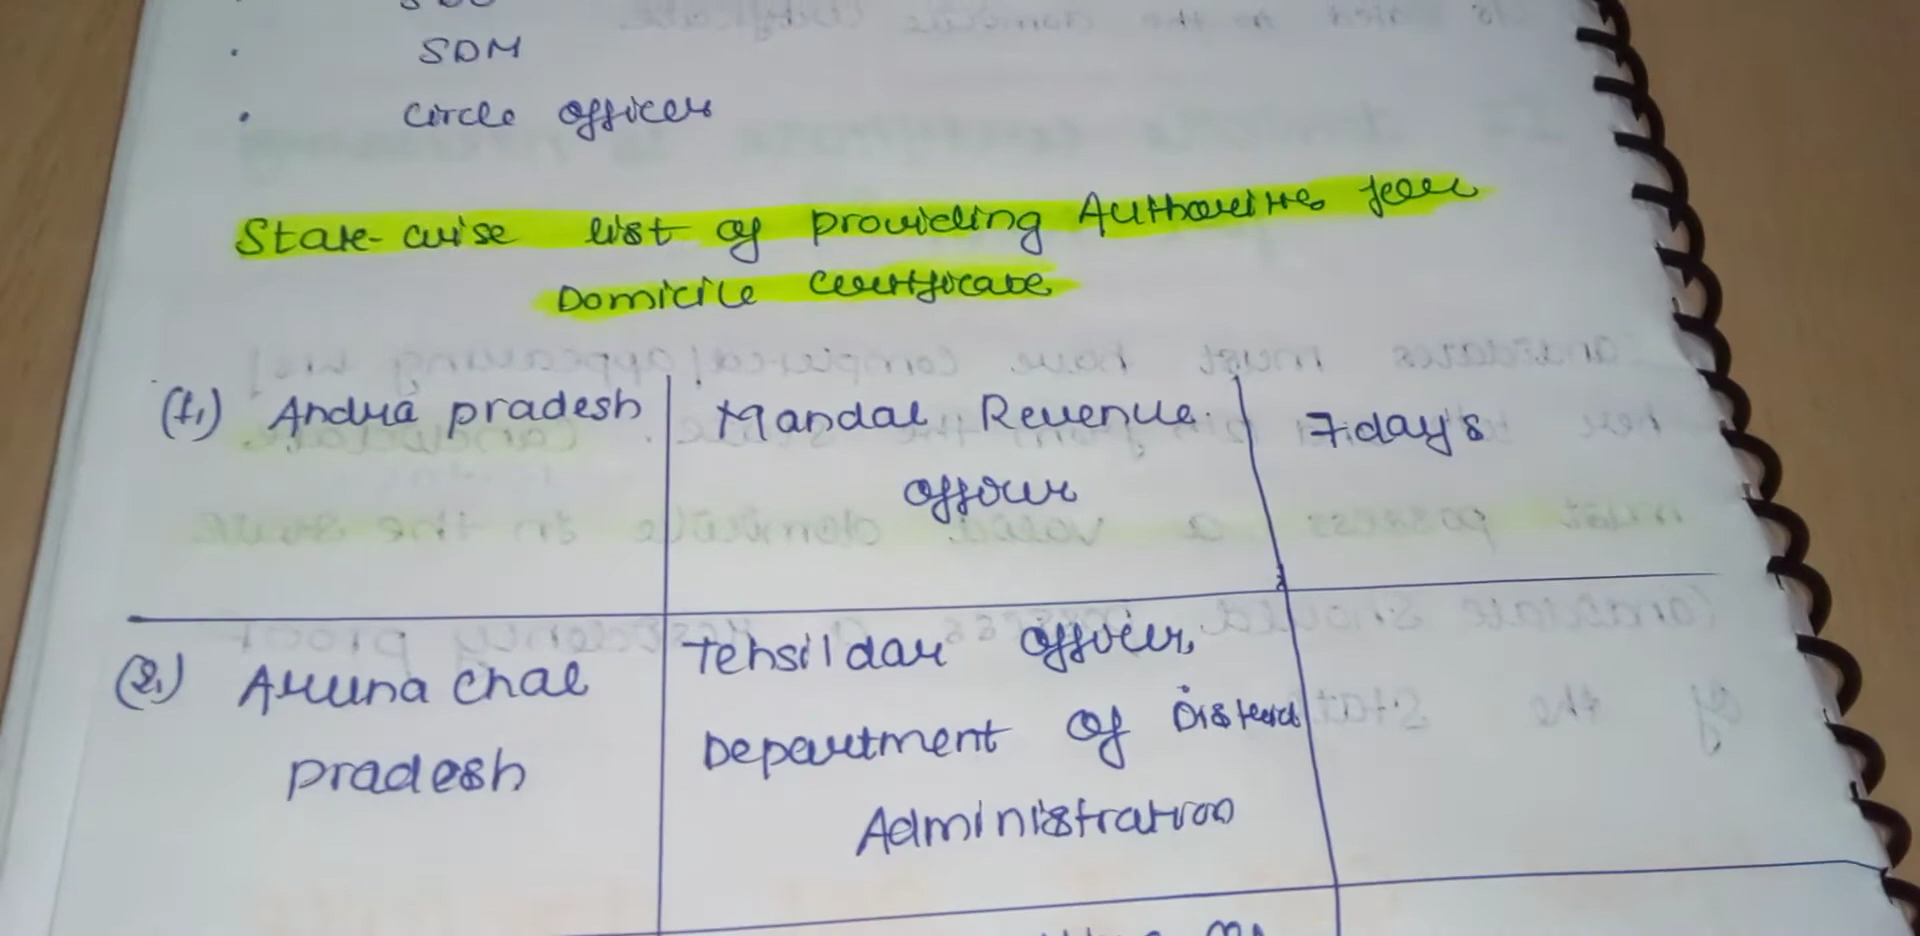 SDM
Circle officer
State-wise list of providing Authorities for
Domicile Certificate
(1.) Andra pradesh
Mandal Revenue
officer
7 day's
(2.) Aruna chal
pradesh
Tehsildar officer,
Department of District
Administration